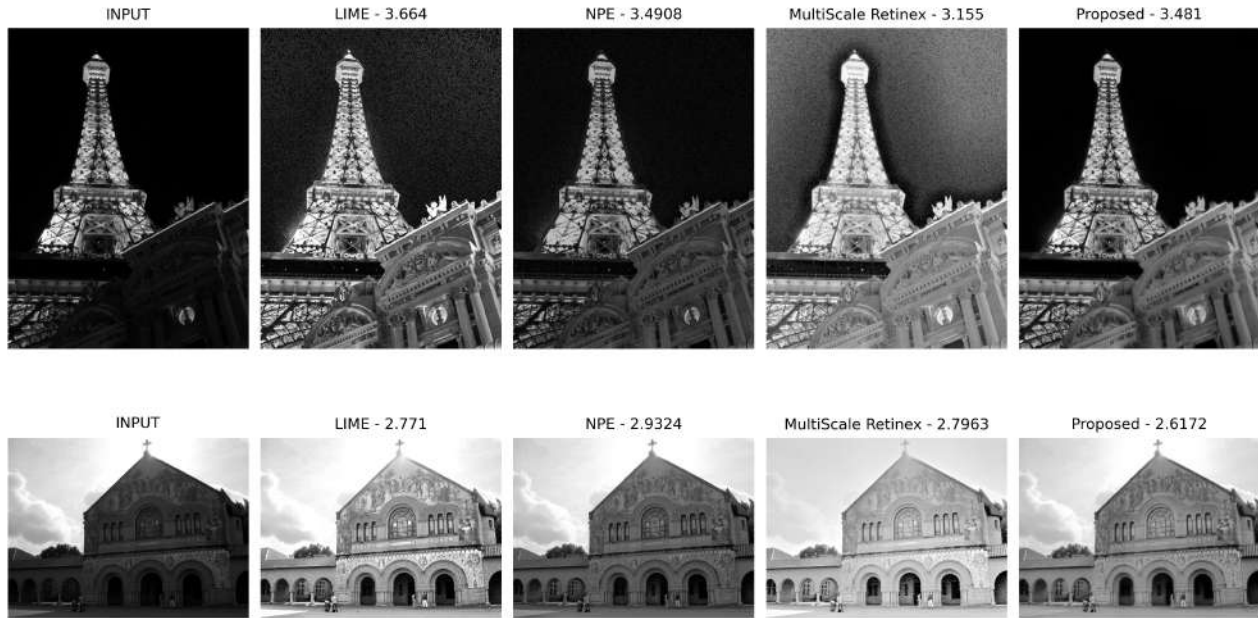 INPUT
LIME - 3.664
NPE - 3.4908
MultiScale Retinex - 3.155
Proposed - 3.481
INPUT
LIME - 2.771
NPE - 2.9324
MultiScale Retinex - 2.7963
Proposed - 2.6172